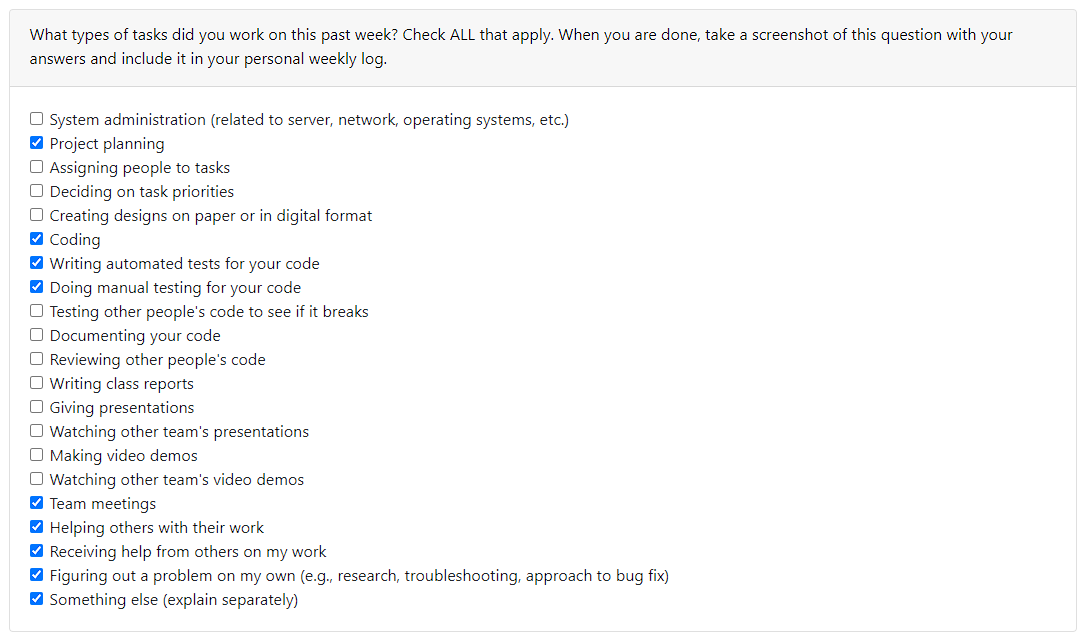 What types of tasks did you work on this past week? Check ALL that apply. When you are done, take a screenshot of this question with your
answers and include it in your personal weekly log.
System administration (related to server, network, operating systems, etc.)
Project planning
Assigning people to tasks
Deciding on task priorities
Creating designs on paper or in digital format
Coding
Writing automated tests for your code
Doing manual testing for your code
Testing other people's code to see if it breaks
Documenting your code
Reviewing other people's code
Writing class reports
Giving presentations
Watching other team's presentations
Making video demos
Watching other team's video demos
Team meetings
Helping others with their work
Receiving help from others on my work
Figuring out a problem on my own (e.g., research, troubleshooting, approach to bug fix)
Something else (explain separately)